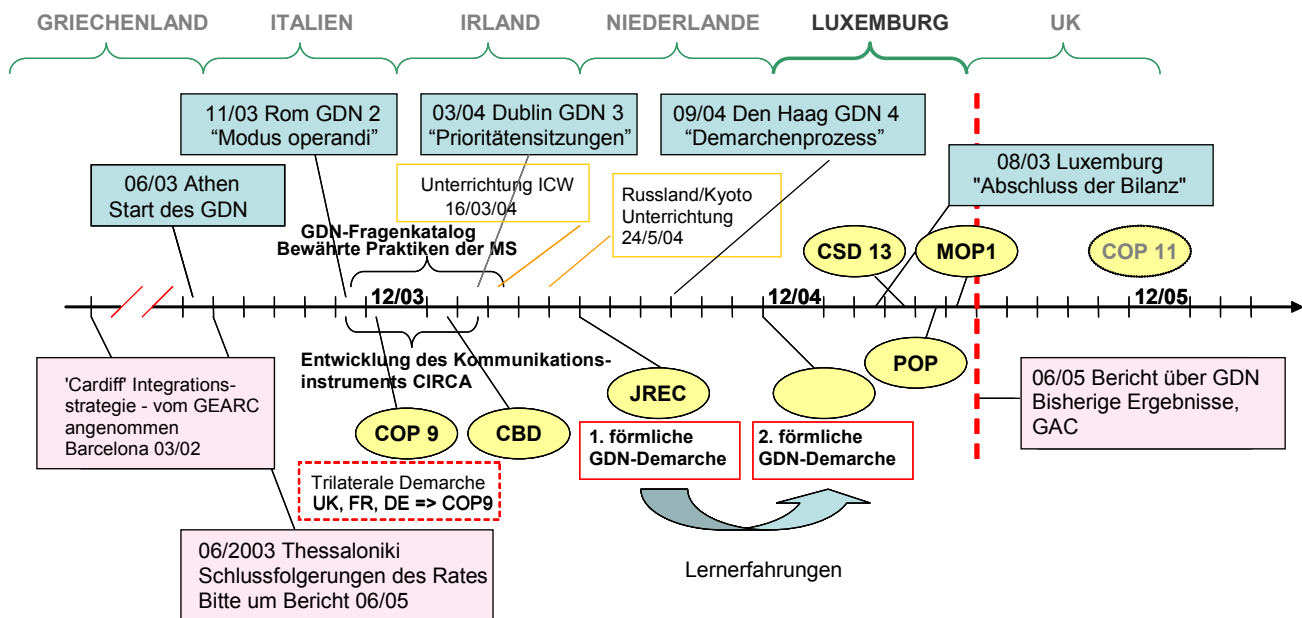 GRIECHENLAND
ITALIEN
IRLAND
NIEDERLANDE
LUXEMBURG
UK
11/03 Rom GDN 2
“Modus operandi”
03/04 Dublin GDN 3
“Prioritätensitzungen”
09/04 Den Haag GDN 4
“Demarchenprozess”
08/03 Luxemburg
"Abschluss der Bilanz"
06/03 Athen
Start des GDN
Unterrichtung ICW
16/03/04
Russland/Kyoto
Unterrichtung
24/5/04
GDN-Fragenkatalog
Bewährte Praktiken der MS
CSD 13
MOP1
COP 11
12/03
12/04
12/05
Entwicklung des Kommunikations-
instruments CIRCA
'Cardiff' Integrations-
strategie - vom GEARC
angenommen
Barcelona 03/02
COP 9
CBD
JREC
POP
06/05 Bericht über GDN
Bisherige Ergebnisse,
GAC
1. förmliche
GDN-Demarche
2. förmliche
GDN-Demarche
Trilaterale Demarche
UK, FR, DE => COP9
06/2003 Thessaloniki
Schlussfolgerungen des Rates
Bitte um Bericht 06/05
Lernerfahrungen